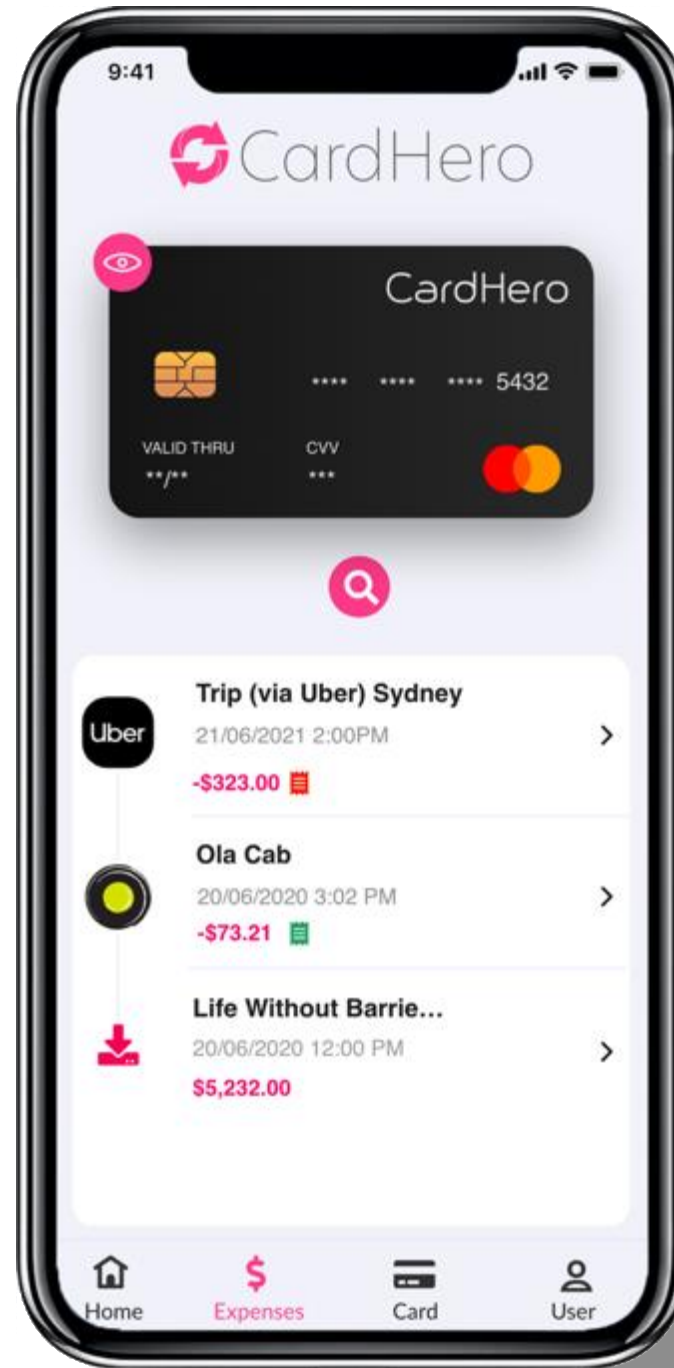 9:41
CardHero
CardHero
**** **** **** 5432
VALID THRU CVV
**/** ***
Uber
Trip (via Uber) Sydney
21/06/2021 2:00PM
-$323.00
Ola Cab
20/06/2020 3:02 PM
-$73.21
Life Without Barrie...
20/06/2020 12:00 PM
$5,232.00
$
Home Expenses Card User